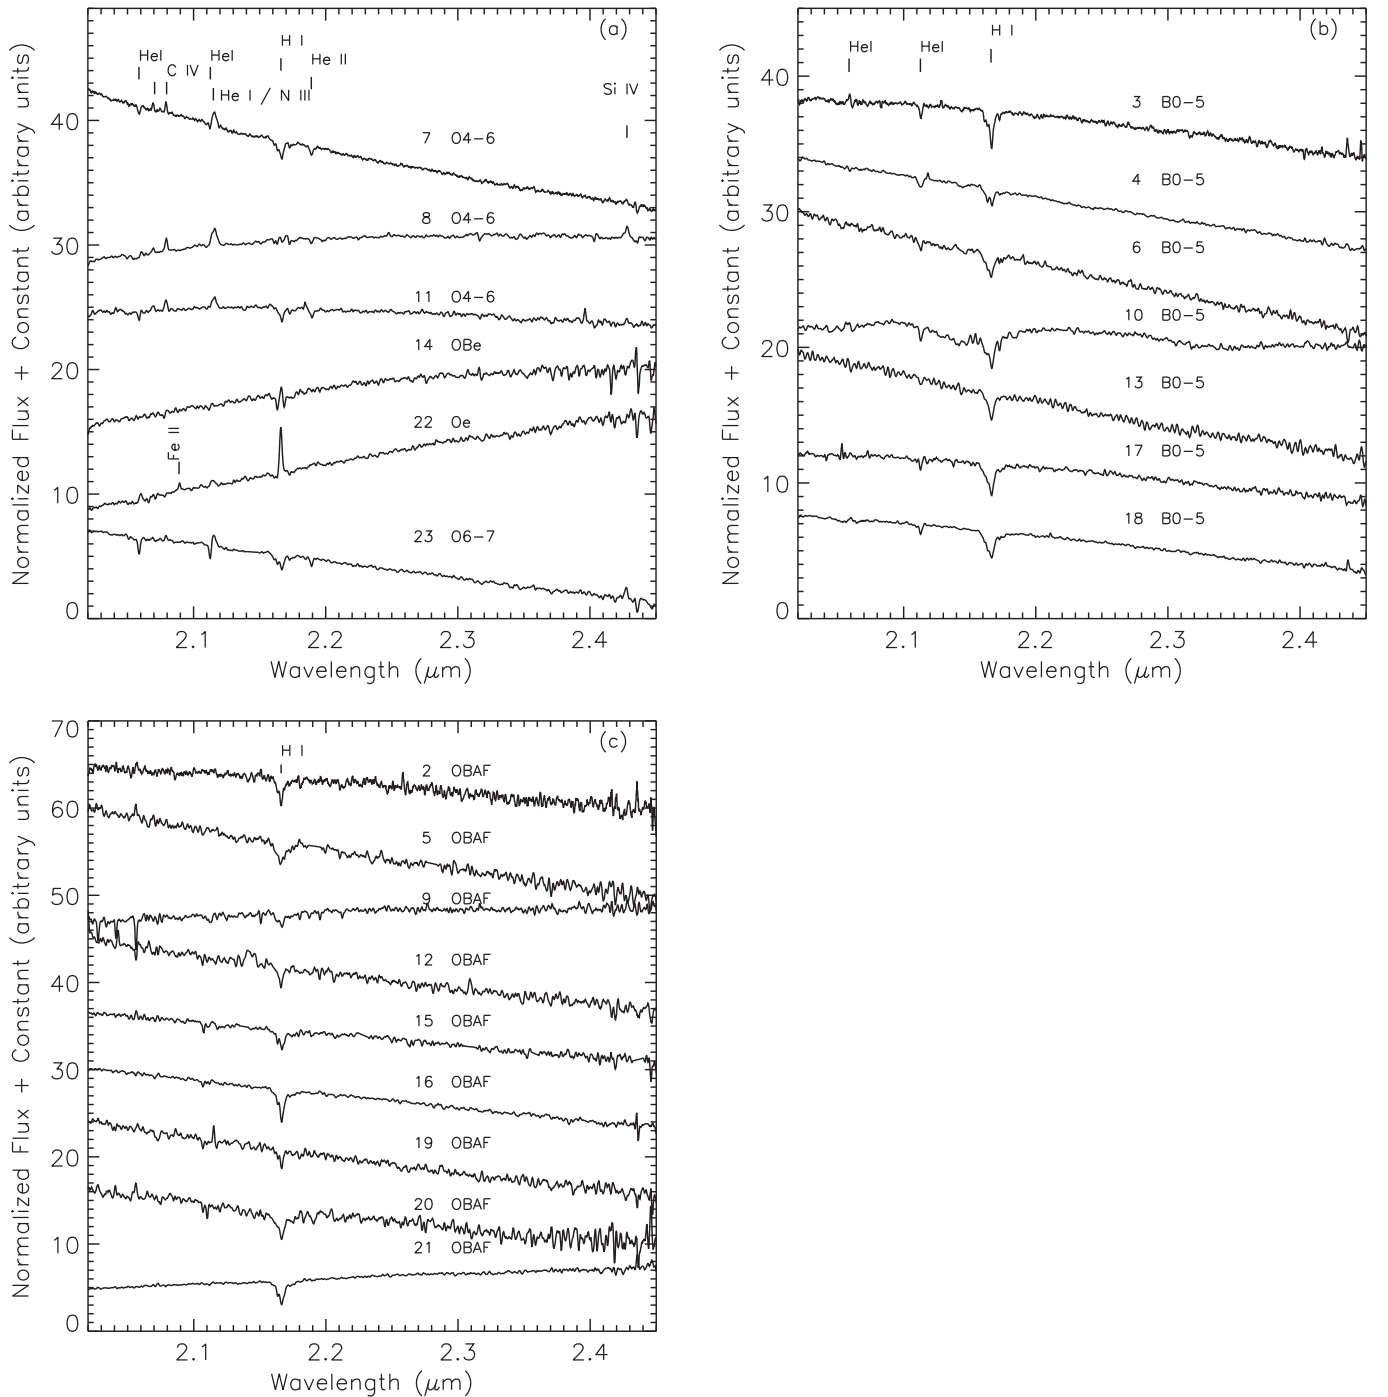 (a)
H I
HeI
HeI
He II
C IV
Si IV
He I / N III
7 O4-6
8 O4-6
11 O4-6
14 OBe
22 Oe
Fe II
23 O6-7
40
30
20
10
0
Normalized Flux + Constant (arbitrary units)
2.1 2.2 2.3 2.4
Wavelength (μm)
(b)
H I
HeI
HeI
3 B0-5
4 B0-5
6 B0-5
10 B0-5
13 B0-5
17 B0-5
18 B0-5
40
30
20
10
0
Normalized Flux + Constant (arbitrary units)
2.1 2.2 2.3 2.4
Wavelength (μm)
(c)
H I
2 OBAF
5 OBAF
9 OBAF
12 OBAF
15 OBAF
16 OBAF
19 OBAF
20 OBAF
21 OBAF
70
60
50
40
30
20
10
0
Normalized Flux + Constant (arbitrary units)
2.1 2.2 2.3 2.4
Wavelength (μm)